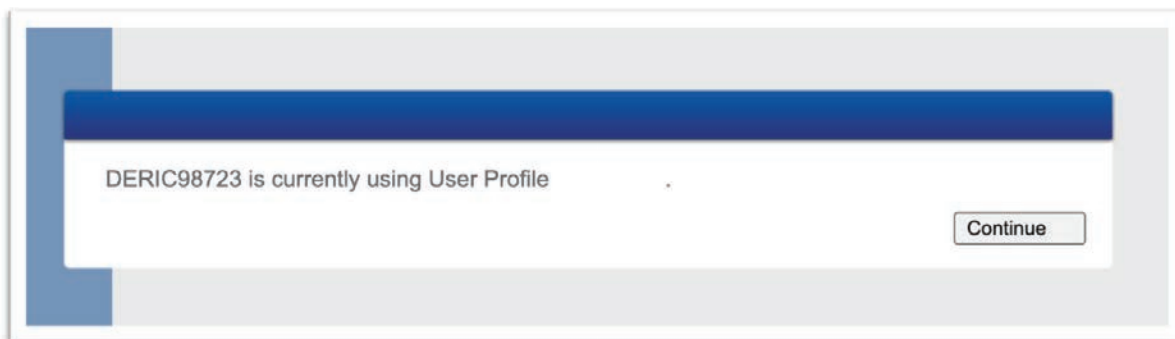 DERIC98723 is currently using User Profile .
Continue